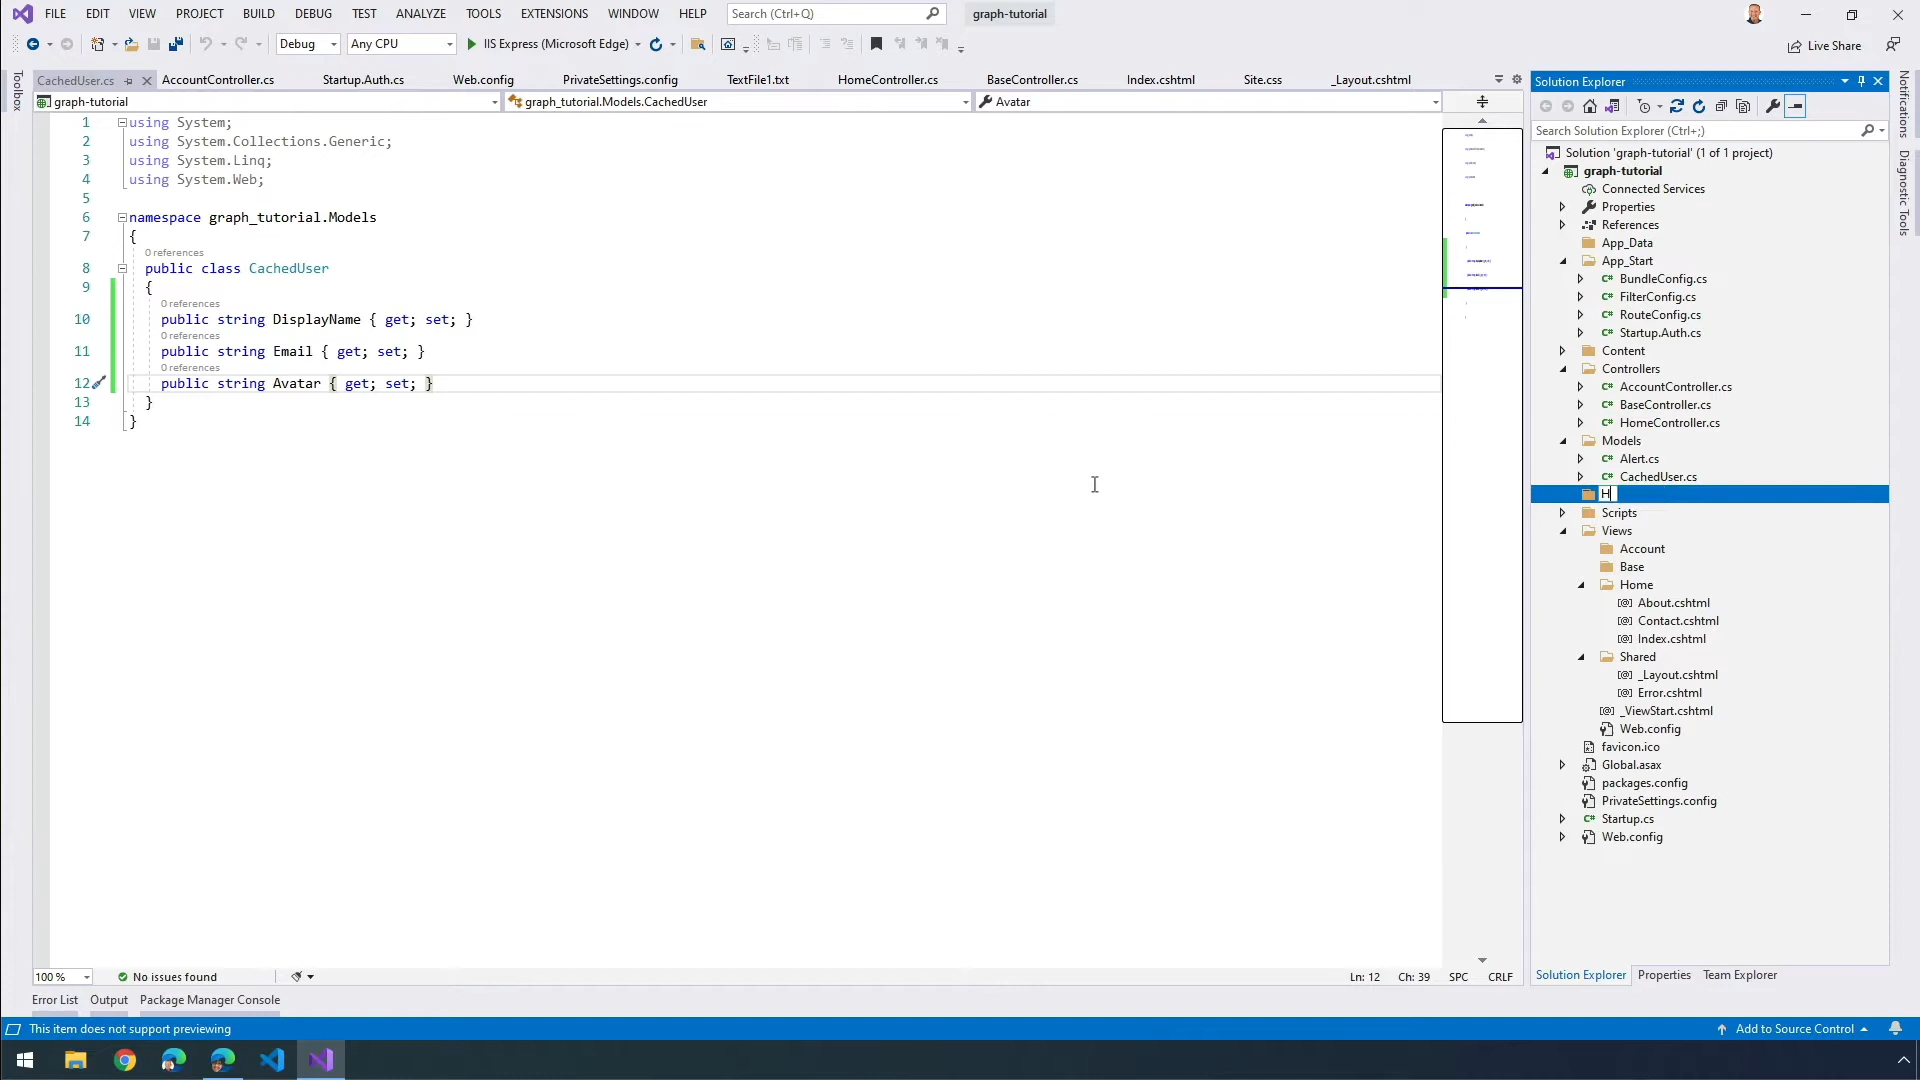 FILE EDIT VIEW PROJECT BUILD DEBUG TEST ANALYZE TOOLS EXTENSIONS WINDOW HELP Search (Ctrl+Q) graph-tutorial
Debug Any CPU IIS Express (Microsoft Edge) Live Share
Toolbox
CachedUser.cs AccountController.cs Startup.Auth.cs Web.config PrivateSettings.config TextFile1.txt HomeController.cs BaseController.cs Index.cshtml Site.css _Layout.cshtml
graph-tutorial graph_tutorial.Models.CachedUser Avatar
1 using System;
2 using System.Collections.Generic;
3 using System.Linq;
4 using System.Web;
5
6 namespace graph_tutorial.Models
7 {
0 references
8 public class CachedUser
9 {
0 references
10 public string DisplayName { get; set; }
0 references
11 public string Email { get; set; }
0 references
12 public string Avatar { get; set; }
13 }
14 }
100 % No issues found Ln: 12 Ch: 39 SPC CRLF
Error List Output Package Manager Console
Solution Explorer
Search Solution Explorer (Ctrl+;)
Solution 'graph-tutorial' (1 of 1 project)
graph-tutorial
Connected Services
Properties
References
App_Data
App_Start
C# BundleConfig.cs
C# FilterConfig.cs
C# RouteConfig.cs
C# Startup.Auth.cs
Content
Controllers
C# AccountController.cs
C# BaseController.cs
C# HomeController.cs
Models
C# Alert.cs
C# CachedUser.cs
H
Scripts
Views
Account
Base
Home
[@] About.cshtml
[@] Contact.cshtml
[@] Index.cshtml
Shared
[@] _Layout.cshtml
[@] Error.cshtml
[@] _ViewStart.cshtml
Web.config
favicon.ico
Global.asax
packages.config
PrivateSettings.config
C# Startup.cs
Web.config
Solution Explorer Properties Team Explorer
Notifications
Diagnostic Tools
This item does not support previewing Add to Source Control